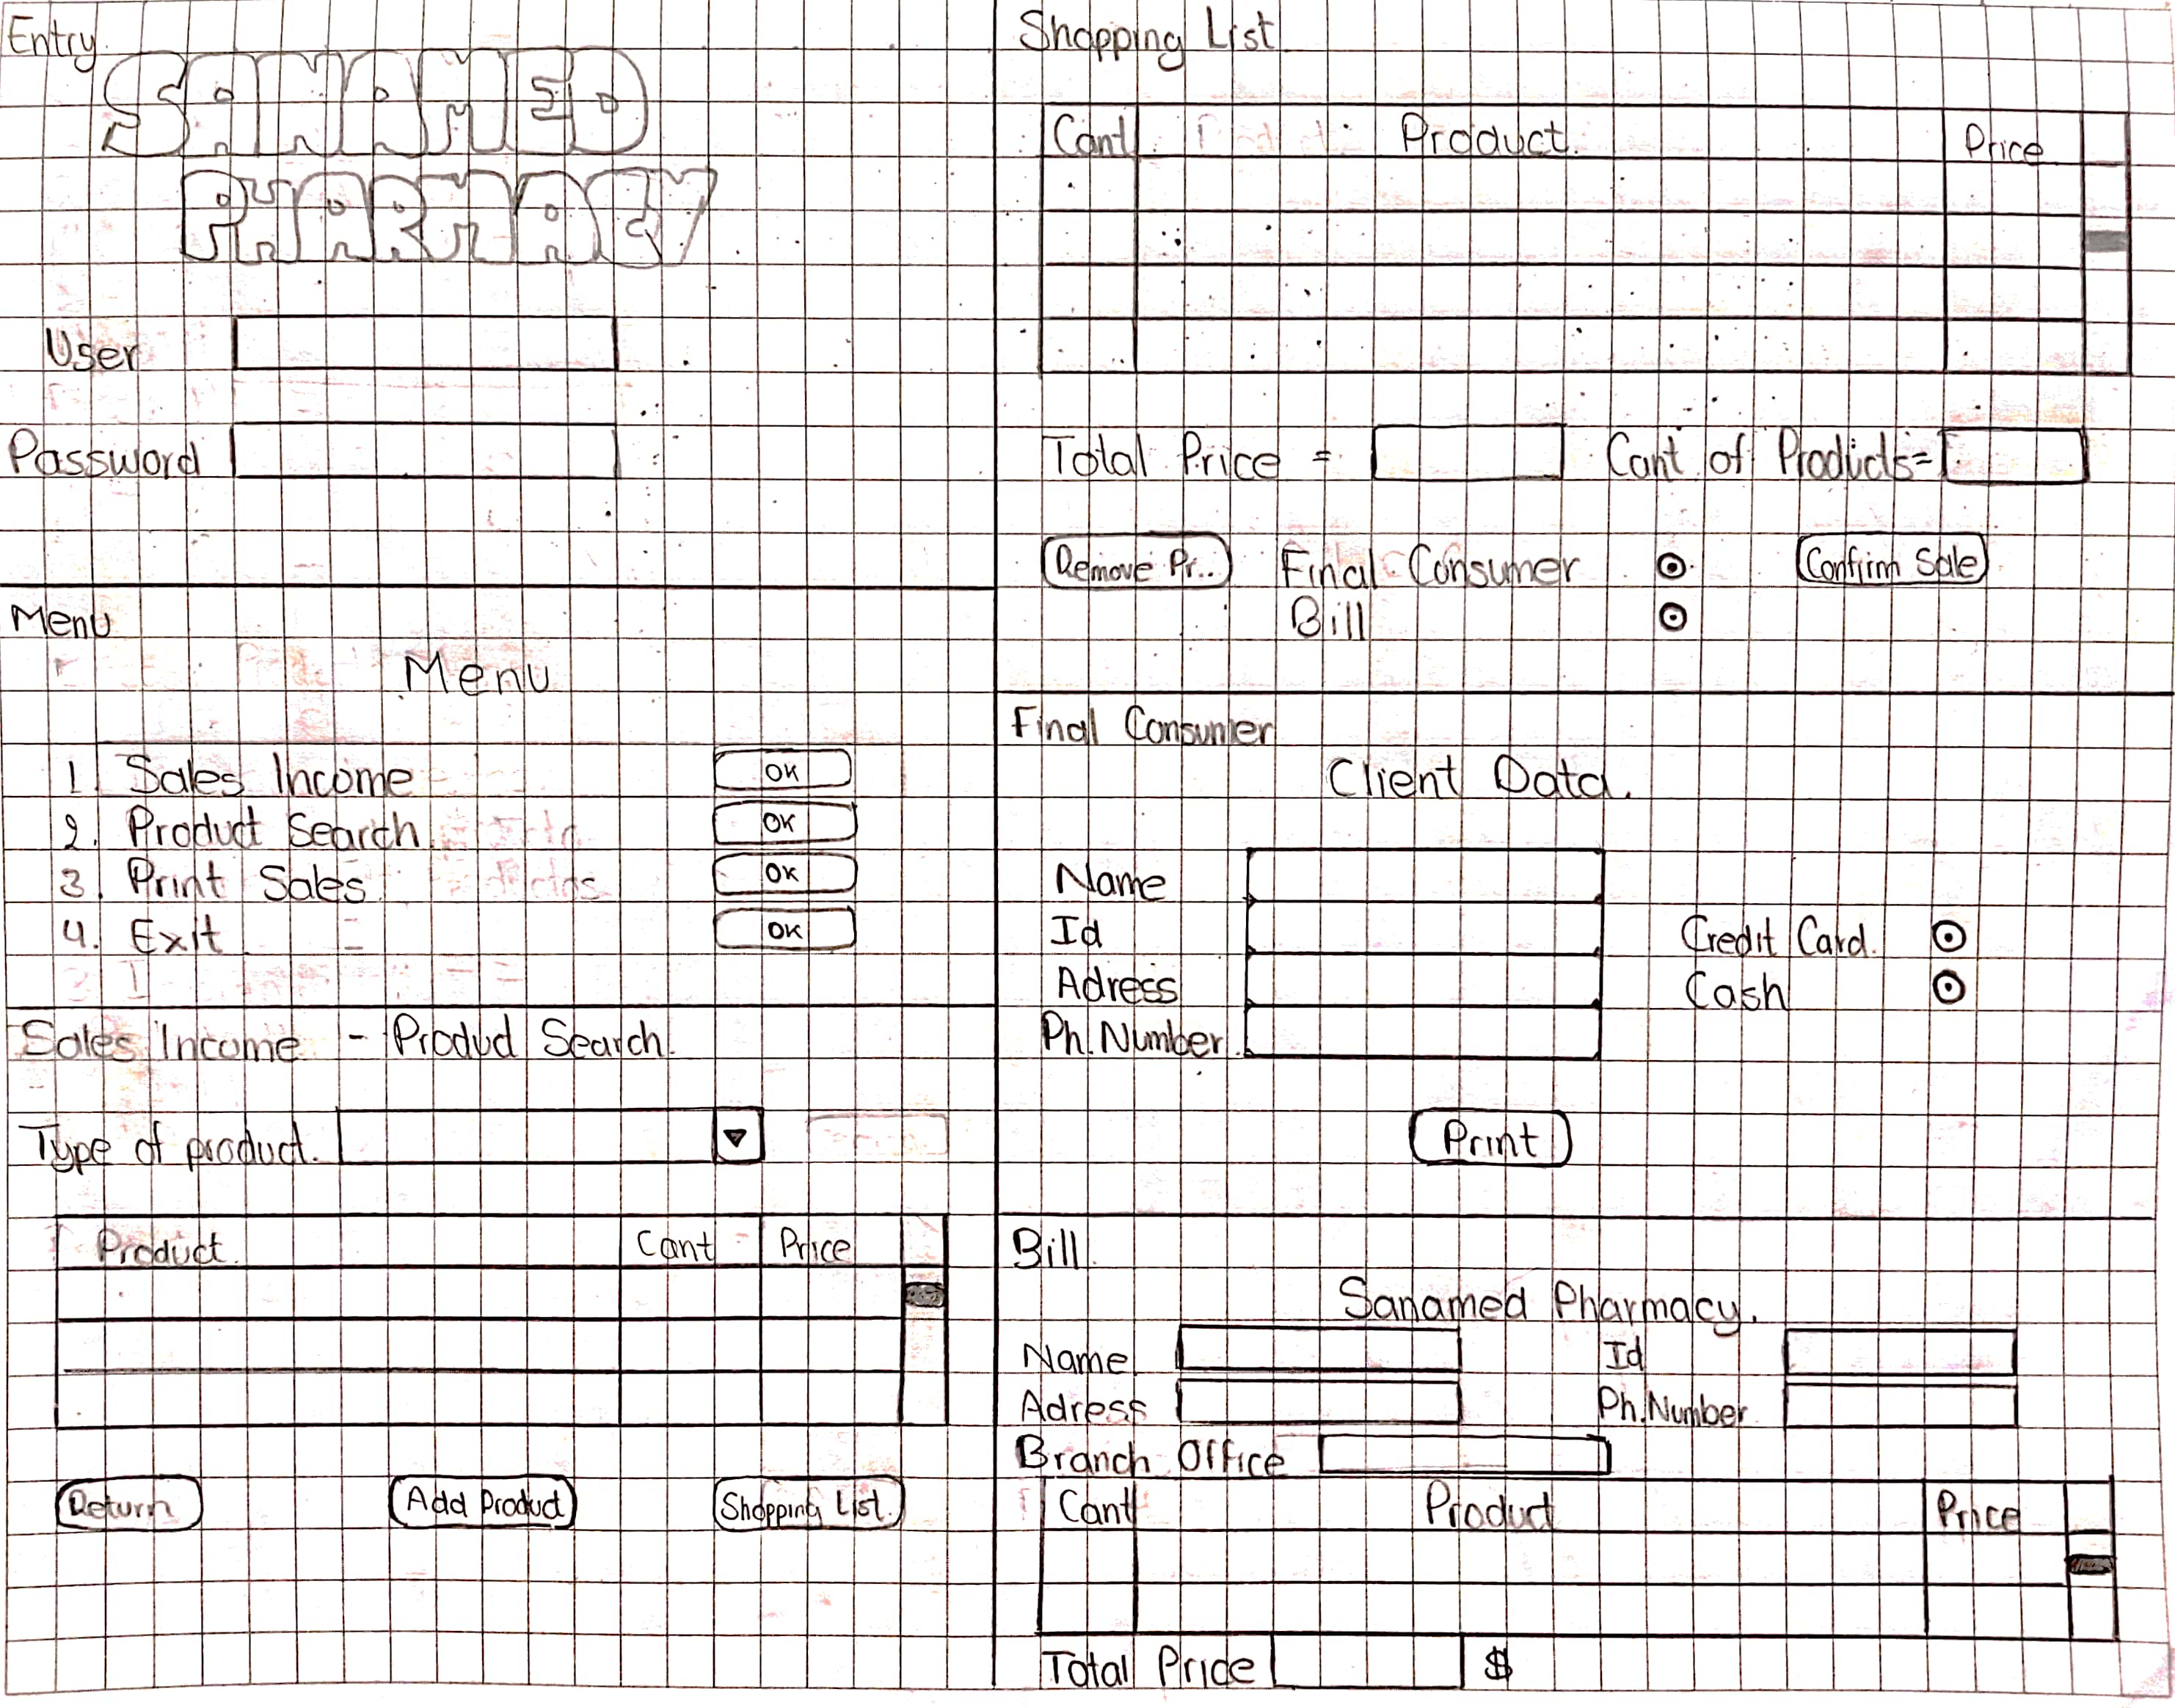 Entry
SANAMED
PHARMACY
User
Password
Menu
Menu
1. Sales Income OK
2. Product Search OK
3. Print Sales OK
4. Exit OK
Sales Income - Product Search
Type of product
Product Cant Price
Return Add Product Shopping List
Shopping List
Cant Product Price
Total Price = Cant of Products=
Remove Pr.. Final Consumer Confirm Sale
Bill
Final Consumer
Client Data.
Name
Id Credit Card
Adress Cash
Ph. Number
Print
Bill
Sanamed Pharmacy.
Name Id
Adress Ph. Number
Branch Office
Cant Product Price
Total Price $